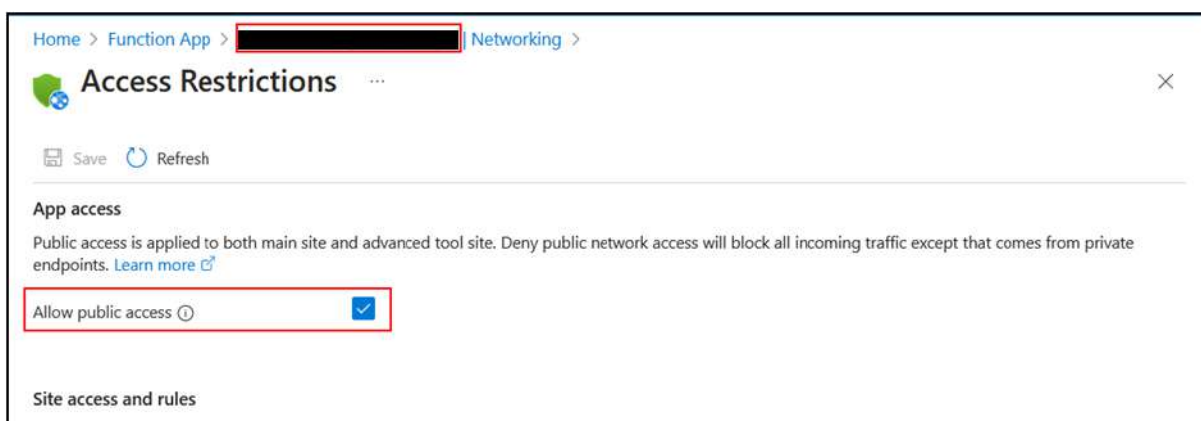 Home > Function App > | Networking >
Access Restrictions ...
Save Refresh
App access
Public access is applied to both main site and advanced tool site. Deny public network access will block all incoming traffic except that comes from private
endpoints. Learn more
Allow public access
Site access and rules